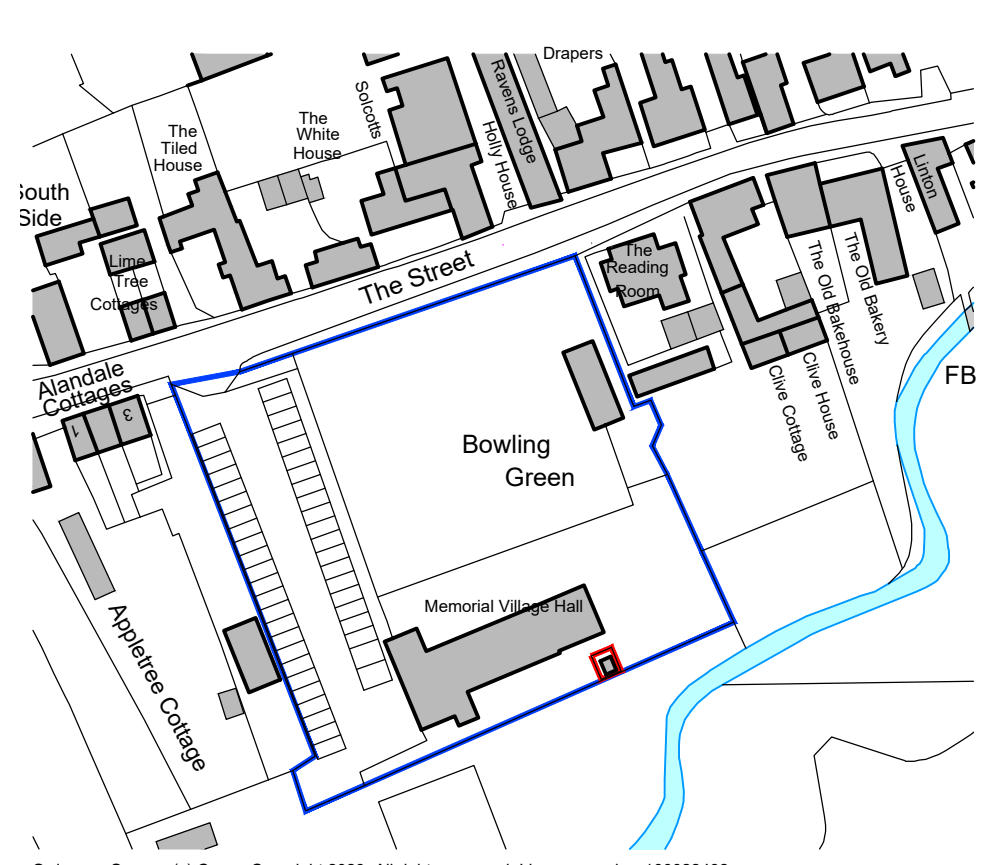 Drapers
Ravens Lodge
Solcotts
The
White
House
The
Tiled
House
Holly House
South
Side
Linton
House
Lime
Tree
Cottages
The Street
The
Reading
Room
The Old Bakery
The Old Bakehouse
Alandale
Cottages
1
3
Clive House
Clive Cottage
FB
Bowling
Green
Memorial Village Hall
Appletree Cottage